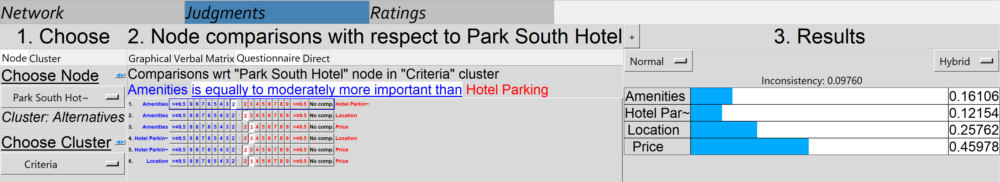 Network Judgments Ratings
1. Choose
2. Node comparisons with respect to Park South Hotel
+
3. Results
Node Cluster
Choose Node
Park South Hot~
Cluster: Alternatives
Choose Cluster
Criteria
Graphical Verbal Matrix Questionnaire Direct
Comparisons wrt "Park South Hotel" node in "Criteria" cluster
Amenities is equally to moderately more important than Hotel Parking
1. Amenities >=9.5 9 8 7 6 5 4 3 2 1 2 3 4 5 6 7 8 9 >=9.5 No comp. Hotel Parkin~
2. Amenities >=9.5 9 8 7 6 5 4 3 2 1 2 3 4 5 6 7 8 9 >=9.5 No comp. Location
3. Amenities >=9.5 9 8 7 6 5 4 3 2 1 2 3 4 5 6 7 8 9 >=9.5 No comp. Price
4. Hotel Parkin~ >=9.5 9 8 7 6 5 4 3 2 1 2 3 4 5 6 7 8 9 >=9.5 No comp. Location
5. Hotel Parkin~ >=9.5 9 8 7 6 5 4 3 2 1 2 3 4 5 6 7 8 9 >=9.5 No comp. Price
6. Location >=9.5 9 8 7 6 5 4 3 2 1 2 3 4 5 6 7 8 9 >=9.5 No comp. Price
Normal Hybrid
Inconsistency: 0.09760
Amenities 0.16106
Hotel Par~ 0.12154
Location 0.25762
Price 0.45978